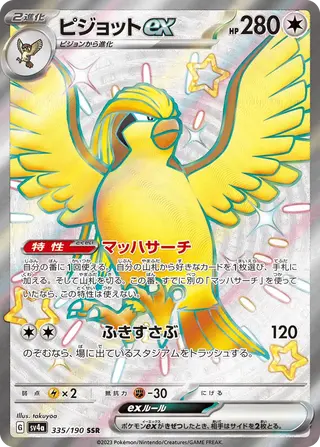 2進化 ピジョットex HP280
ピジョンから進化
特性 マッハサーチ
自分の番に1回使える。自分の山札から好きなカードを1枚選び、手札に
加える。そして山札を切る。この番、すでに別の「マッハサーチ」を使って
いたなら、この特性は使えない。
ふきすさぶ 120
のぞむなら、場に出ているスタジアムをトラッシュする。
弱点 ×2 抵抗力 -30 にげる
Illus. takuyoa
G sv4a 335/190 SSR
exルール
ポケモンexがきぜつしたとき、相手はサイドを2枚とる。
©2023 Pokémon/Nintendo/Creatures/GAME FREAK.